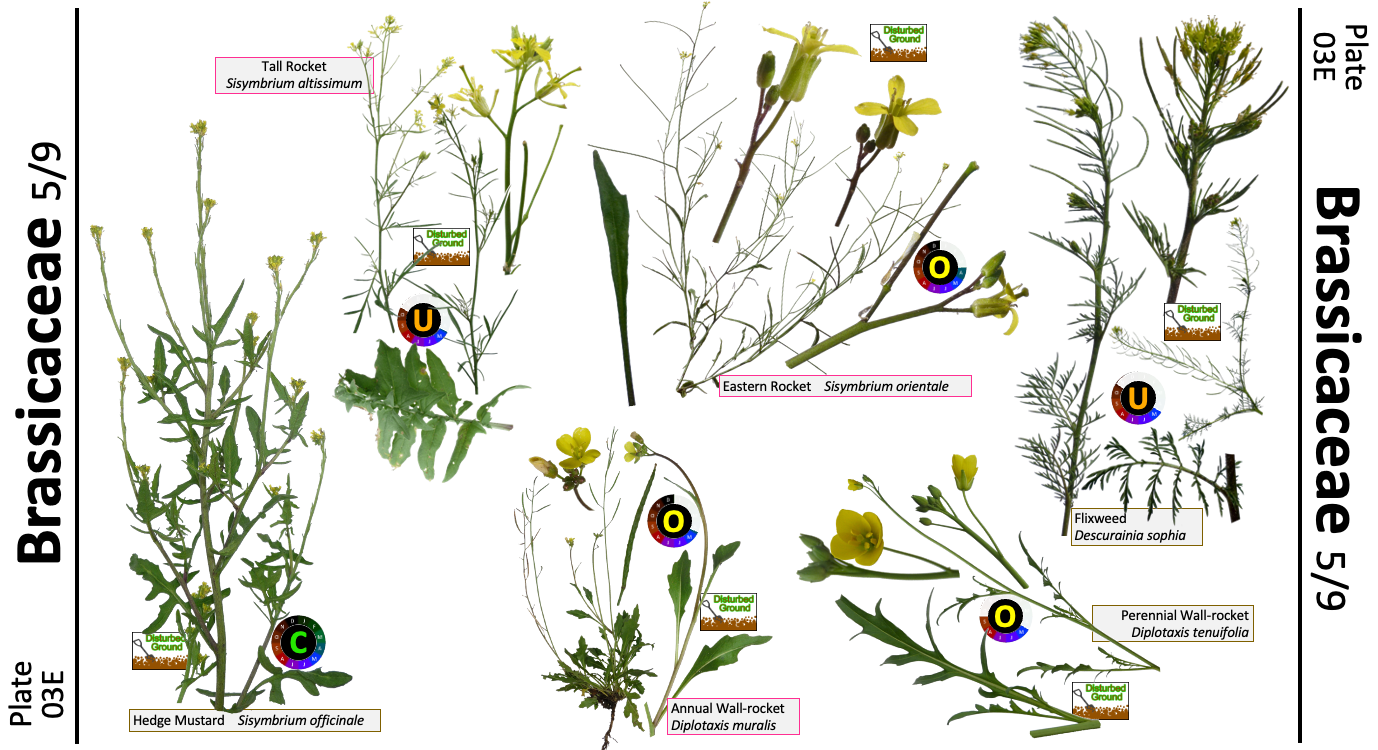 Brassicaceae 5/9
Plate
03E
Tall Rocket
Sisymbrium altissimum
Disturbed
Ground
U
Disturbed
Ground
O
Eastern Rocket Sisymbrium orientale
Disturbed
Ground
U
Flixweed
Descurainia sophia
Disturbed
Ground
C
Hedge Mustard Sisymbrium officinale
O
Disturbed
Ground
Annual Wall-rocket
Diplotaxis muralis
O
Perennial Wall-rocket
Diplotaxis tenuifolia
Disturbed
Ground
Plate
03E
Brassicaceae 5/9